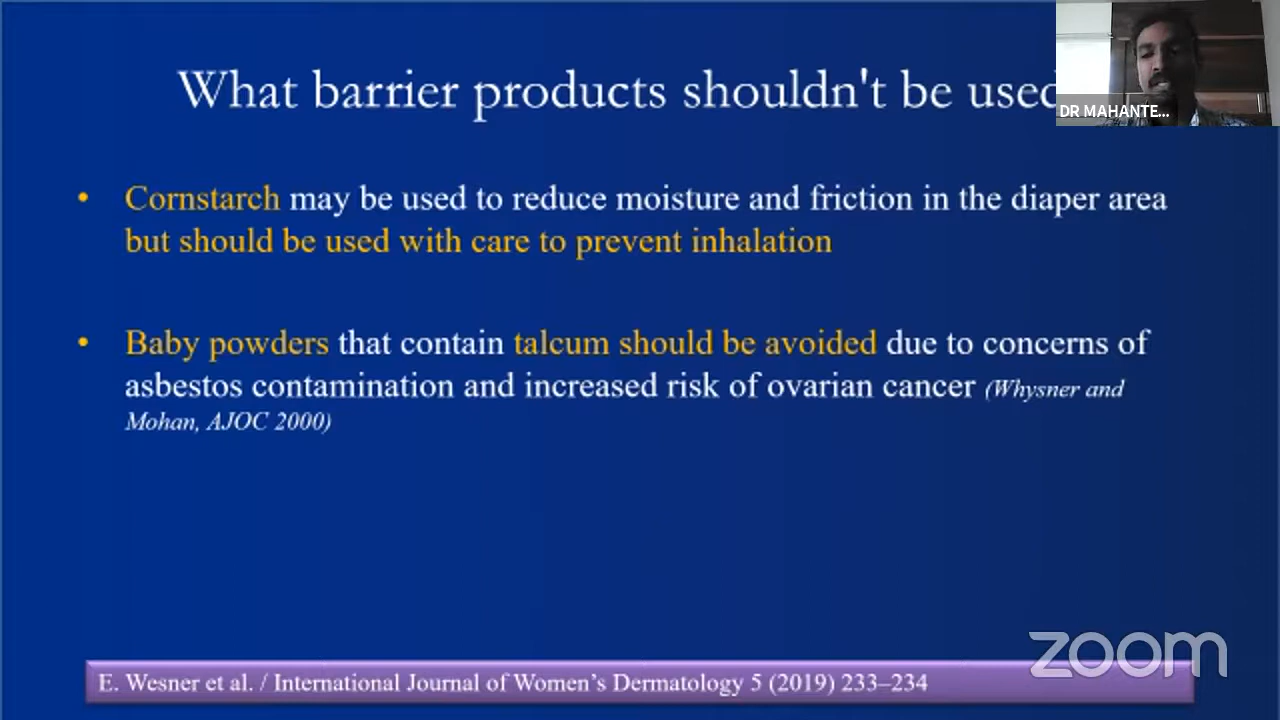 What barrier products shouldn't be used
DR MAHANTE...
• Cornstarch may be used to reduce moisture and friction in the diaper area
but should be used with care to prevent inhalation
• Baby powders that contain talcum should be avoided due to concerns of
asbestos contamination and increased risk of ovarian cancer (Whysner and
Mohan, AJOC 2000)
zoom
E. Wesner et al. / International Journal of Women's Dermatology 5 (2019) 233–234